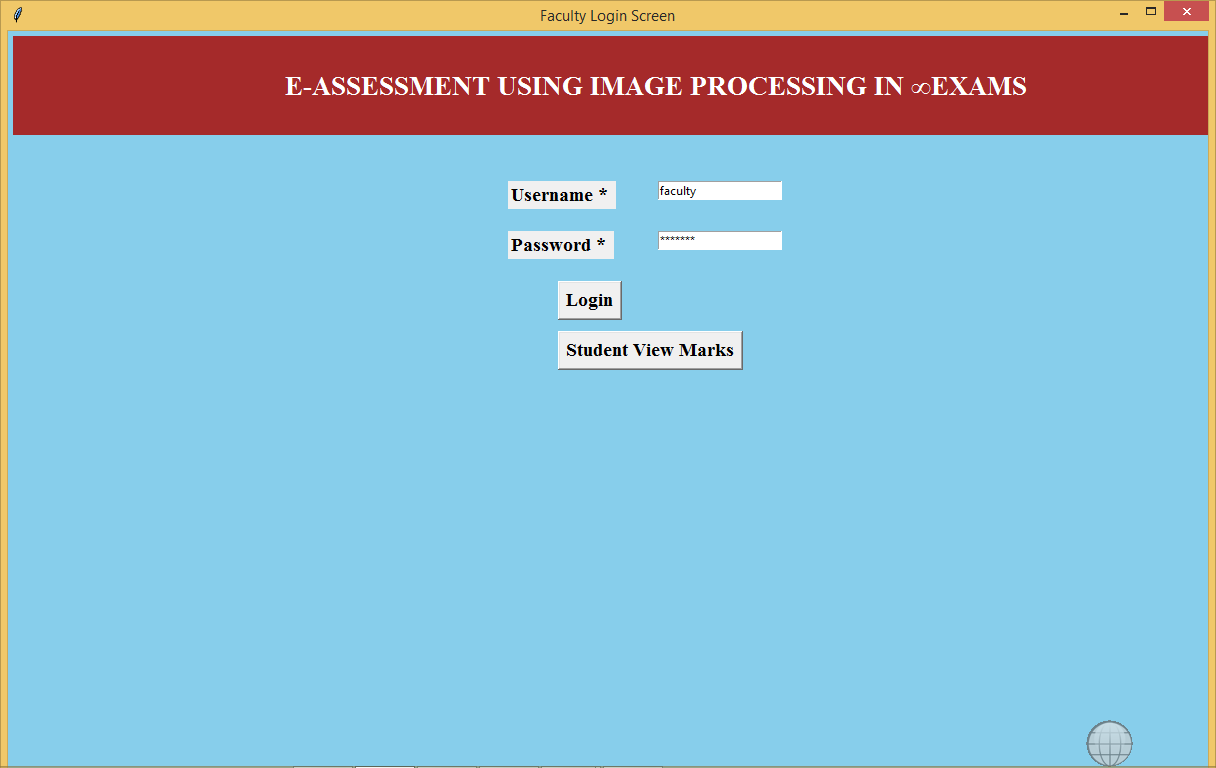 Faculty Login Screen
E-ASSESSMENT USING IMAGE PROCESSING IN ∞EXAMS
Username * faculty
Password * *******
Login
Student View Marks